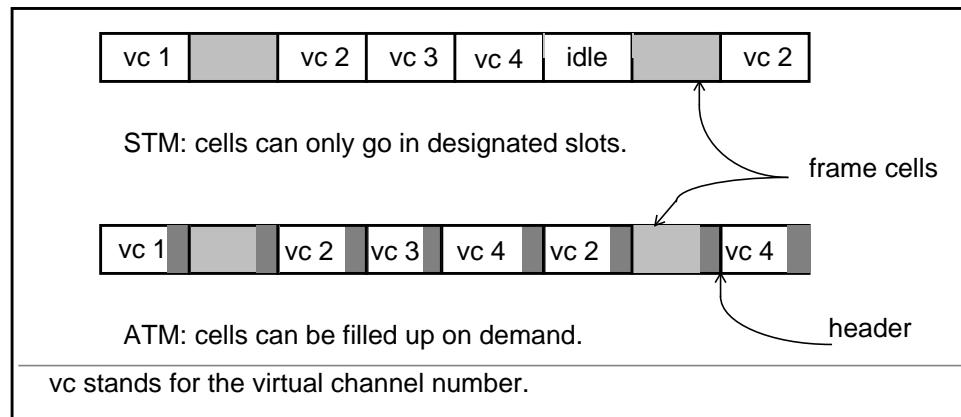 vc 1 vc 2 vc 3 vc 4 idle vc 2
STM: cells can only go in designated slots.
frame cells
vc 1 vc 2 vc 3 vc 4 vc 2 vc 4
ATM: cells can be filled up on demand.
header
vc stands for the virtual channel number.